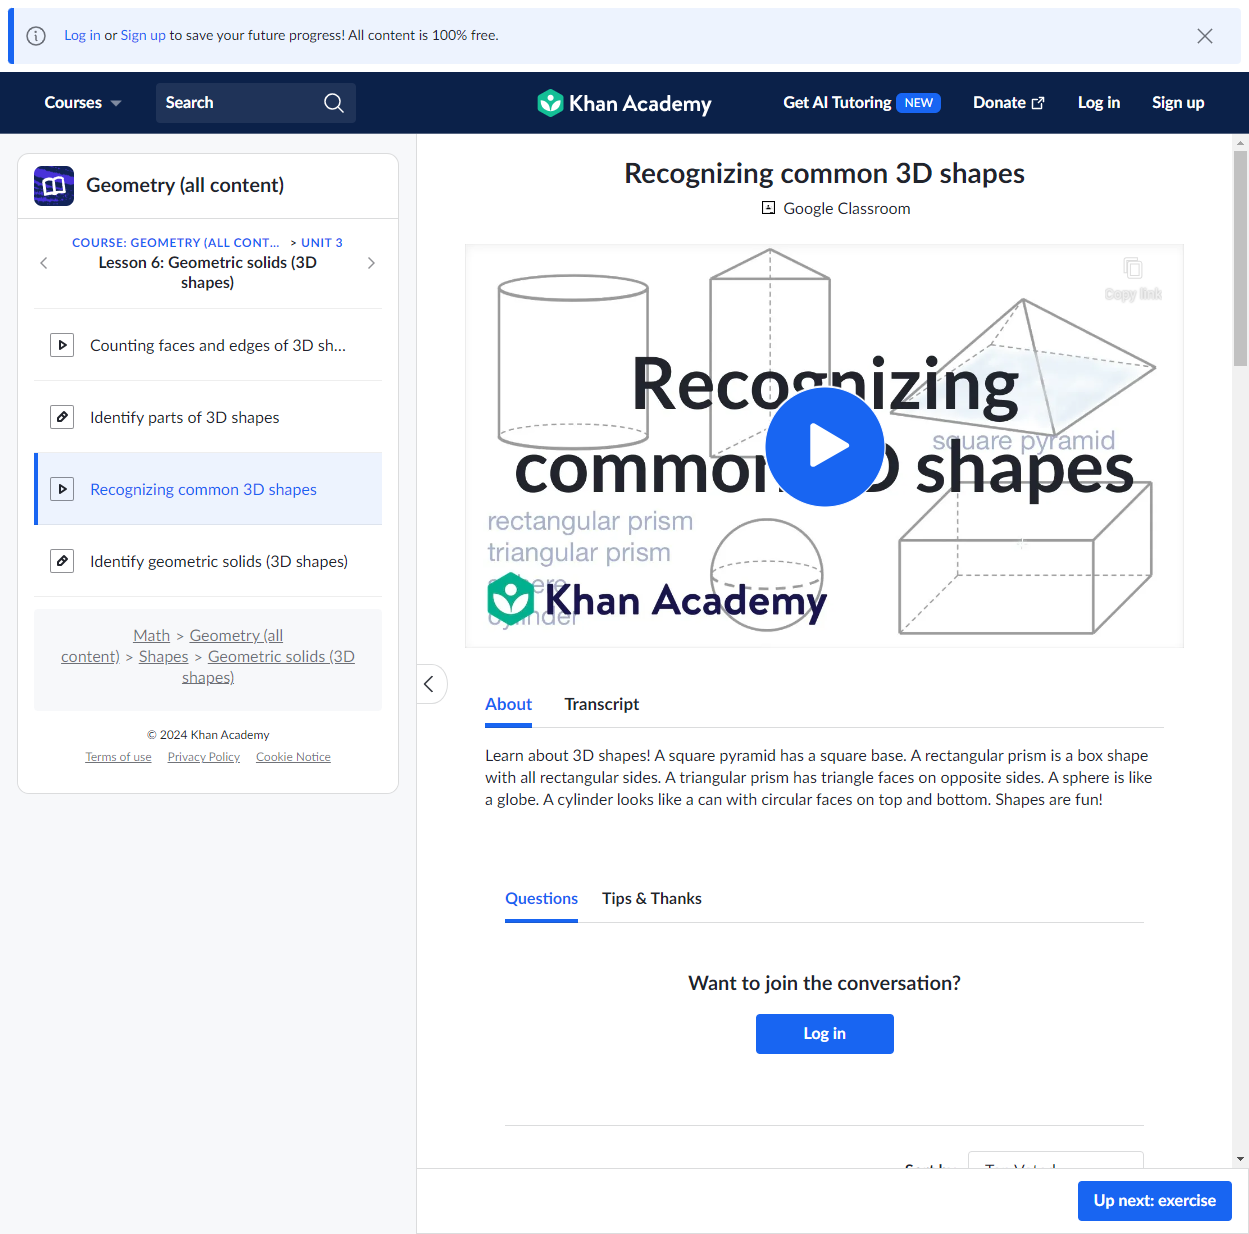 Log in or Sign up to save your future progress! All content is 100% free.
Courses
Search
Khan Academy
Get AI Tutoring NEW
Donate
Log in
Sign up
Geometry (all content)
COURSE: GEOMETRY (ALL CONT... > UNIT 3
Lesson 6: Geometric solids (3D
shapes)
Counting faces and edges of 3D sh...
Identify parts of 3D shapes
Recognizing common 3D shapes
Identify geometric solids (3D shapes)
Math > Geometry (all
content) > Shapes > Geometric solids (3D
shapes)
© 2024 Khan Academy
Terms of use Privacy Policy Cookie Notice
Recognizing common 3D shapes
Google Classroom
Copy link
Recognizing
square pyramid
common 3D shapes
rectangular prism
triangular prism
sphere
Khan Academy
cylinder
About Transcript
Learn about 3D shapes! A square pyramid has a square base. A rectangular prism is a box shape
with all rectangular sides. A triangular prism has triangle faces on opposite sides. A sphere is like
a globe. A cylinder looks like a can with circular faces on top and bottom. Shapes are fun!
Questions Tips & Thanks
Want to join the conversation?
Log in
Up next: exercise